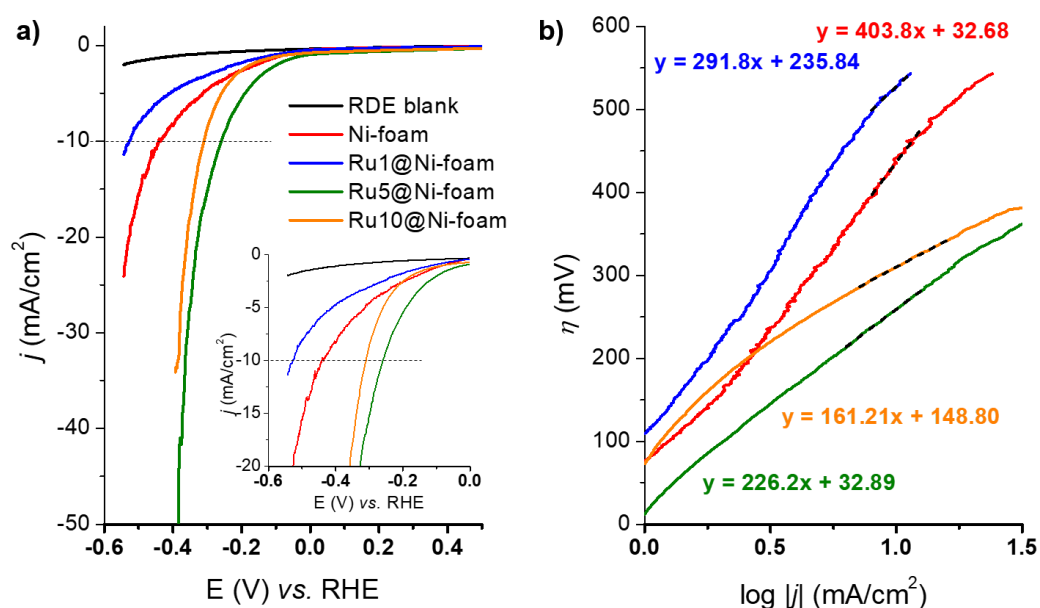 a)
0
-10
-20
-30
-40
-50
j (mA/cm²)
-0.6
-0.4
-0.2
0.0
0.2
0.4
E (V) vs. RHE
RDE blank
Ni-foam
Ru1@Ni-foam
Ru5@Ni-foam
Ru10@Ni-foam
0
-5
-10
-15
-20
j (mA/cm²)
-0.6
-0.4
-0.2
0.0
E (V) vs. RHE
b)
600
500
400
300
200
100
0
η (mV)
y = 403.8x + 32.68
y = 291.8x + 235.84
y = 161.21x + 148.80
y = 226.2x + 32.89
0.0
0.5
1.0
1.5
log |j| (mA/cm²)